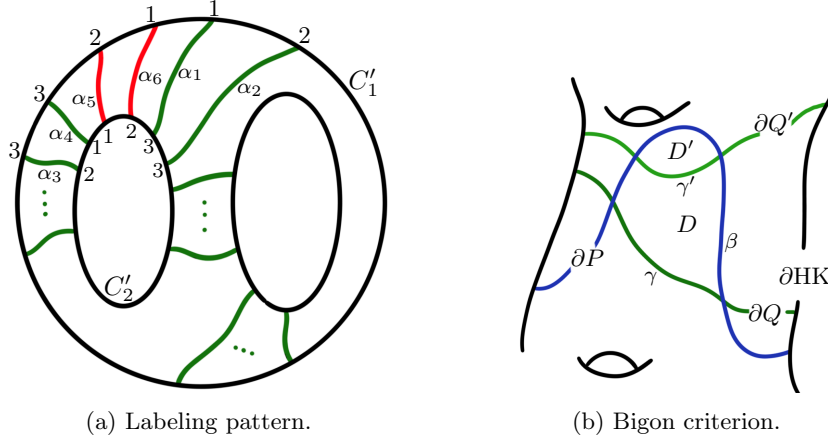 1 1
2 2
α₅ α₆ α₁ α₂ C′₁
3 α₄ 1 1 2 3 3
3 α₃ 2
C′₂
(a) Labeling pattern.
∂Q′
D′
γ′
D
∂P β
γ ∂HK
∂Q
(b) Bigon criterion.